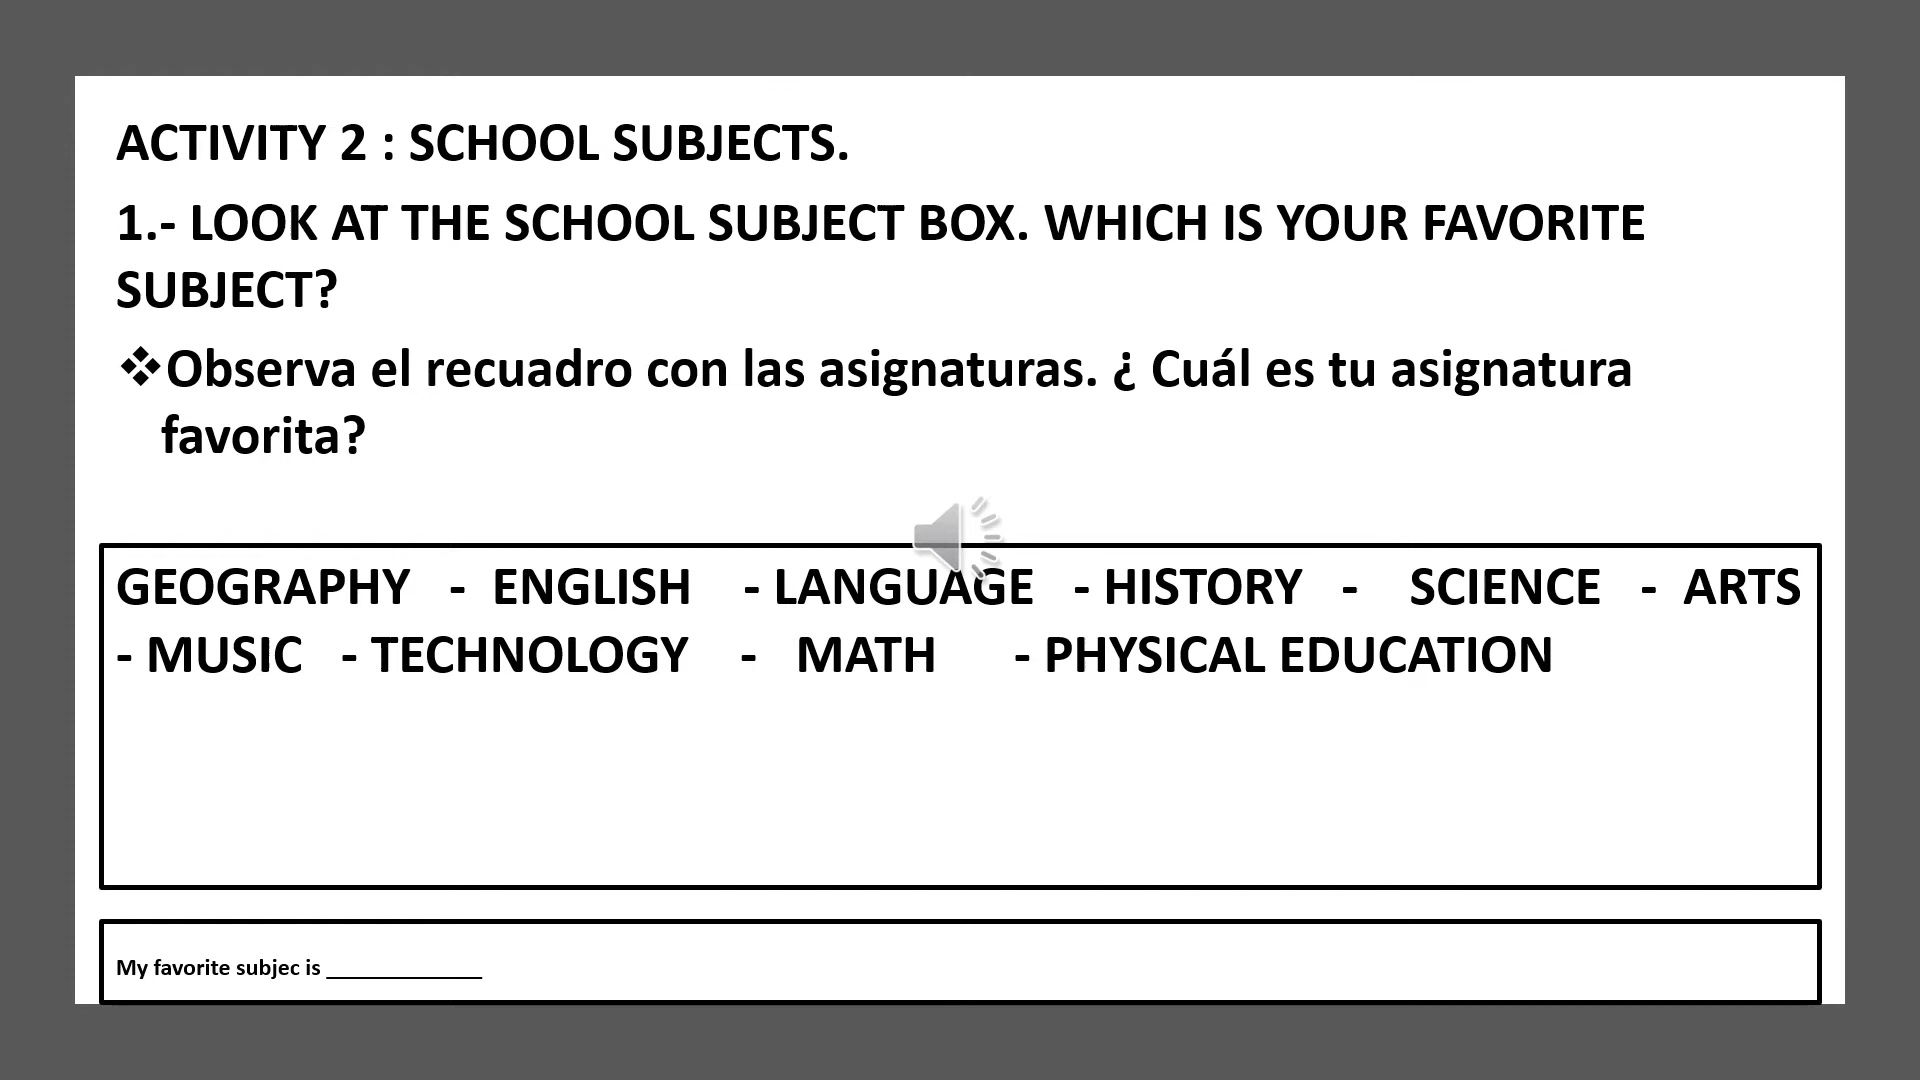 ACTIVITY 2 : SCHOOL SUBJECTS.
1.- LOOK AT THE SCHOOL SUBJECT BOX. WHICH IS YOUR FAVORITE
SUBJECT?
❖Observa el recuadro con las asignaturas. ¿ Cuál es tu asignatura
favorita?
GEOGRAPHY - ENGLISH - LANGUAGE - HISTORY - SCIENCE - ARTS
- MUSIC - TECHNOLOGY - MATH - PHYSICAL EDUCATION
My favorite subjec is ______________